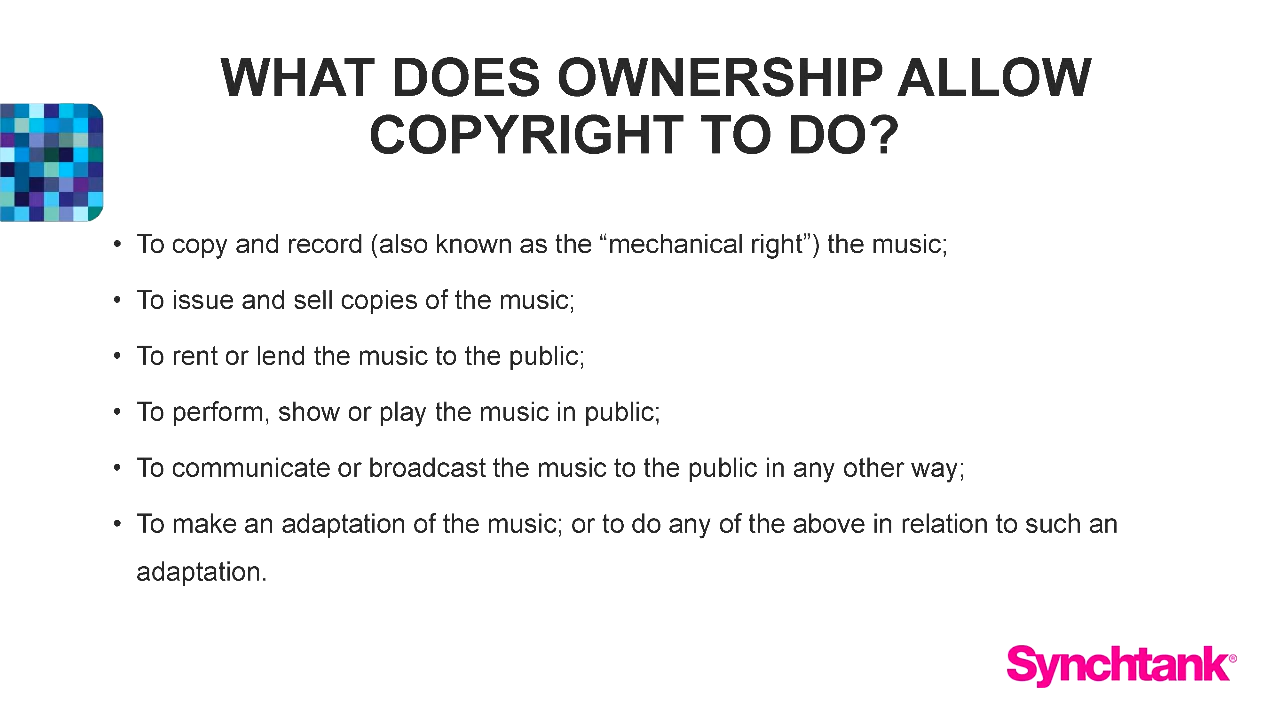 WHAT DOES OWNERSHIP ALLOW
COPYRIGHT TO DO?
• To copy and record (also known as the “mechanical right”) the music;
• To issue and sell copies of the music;
• To rent or lend the music to the public;
• To perform, show or play the music in public;
• To communicate or broadcast the music to the public in any other way;
• To make an adaptation of the music; or to do any of the above in relation to such an
adaptation.
Synchtank®